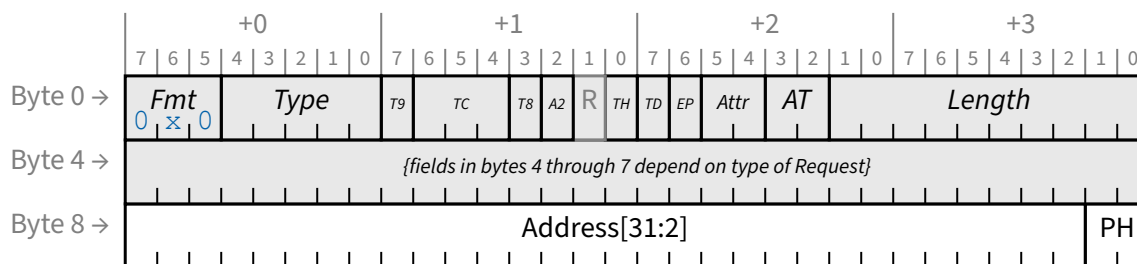 +0 +1 +2 +3
7 6 5 4 3 2 1 0 7 6 5 4 3 2 1 0 7 6 5 4 3 2 1 0 7 6 5 4 3 2 1 0
Byte 0 → Fmt Type T9 TC T8 A2 R TH TD EP Attr AT Length
0 x 0
Byte 4 → {fields in bytes 4 through 7 depend on type of Request}
Byte 8 → Address[31:2] PH